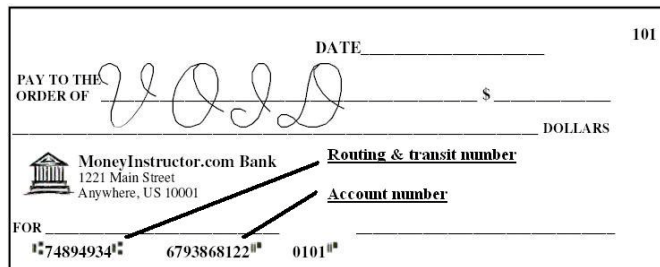 101
DATE
PAY TO THE
ORDER OF VOID $
DOLLARS
MoneyInstructor.com Bank
1221 Main Street
Anywhere, US 10001
Routing & transit number
Account number
FOR
⑆74894934⑆ 6793868122⑈ 0101⑈